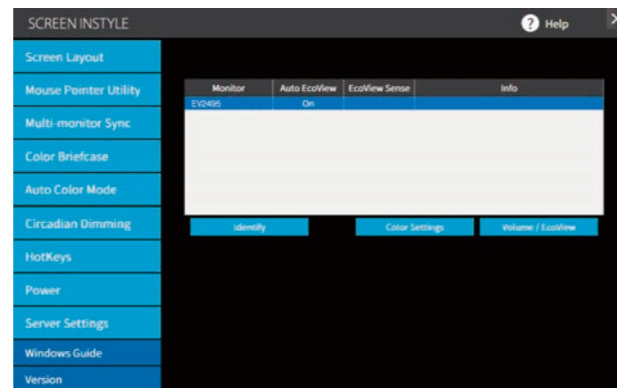 SCREEN INSTYLE
? Help
Screen Layout
Mouse Pointer Utility
Multi-monitor Sync
Color Briefcase
Auto Color Mode
Circadian Dimming
HotKeys
Power
Server Settings
Windows Guide
Version
Monitor Auto EcoView EcoView Sense Info
EV2495 On
Identify Color Settings Volume / EcoView